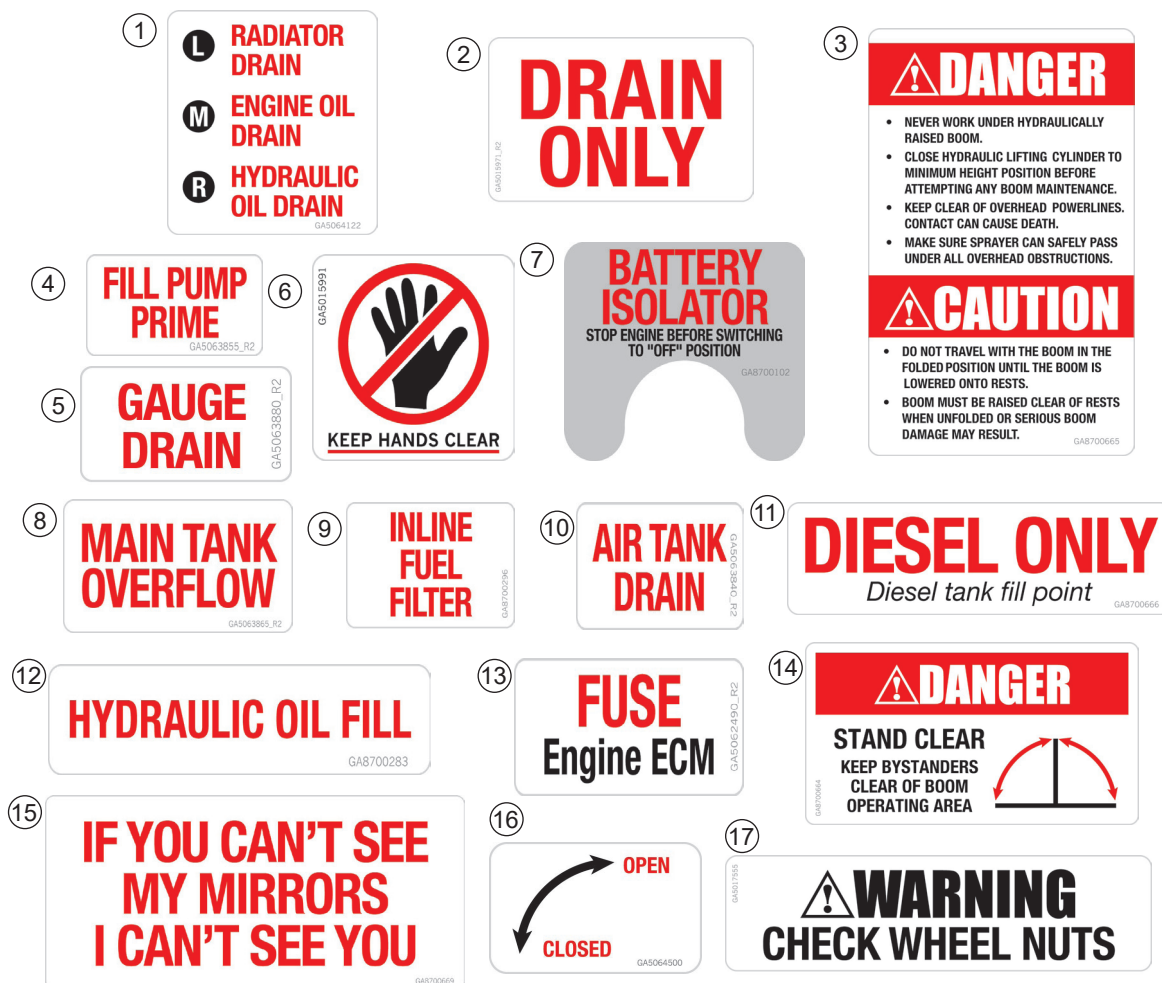 1
L RADIATOR
DRAIN
M ENGINE OIL
DRAIN
R HYDRAULIC
OIL DRAIN
GA5064122
2
DRAIN
ONLY
GA5015971_R2
3
DANGER
• NEVER WORK UNDER HYDRAULICALLY
RAISED BOOM.
• CLOSE HYDRAULIC LIFTING CYLINDER TO
MINIMUM HEIGHT POSITION BEFORE
ATTEMPTING ANY BOOM MAINTENANCE.
• KEEP CLEAR OF OVERHEAD POWERLINES.
CONTACT CAN CAUSE DEATH.
• MAKE SURE SPRAYER CAN SAFELY PASS
UNDER ALL OVERHEAD OBSTRUCTIONS.
CAUTION
• DO NOT TRAVEL WITH THE BOOM IN THE
FOLDED POSITION UNTIL THE BOOM IS
LOWERED ONTO RESTS.
• BOOM MUST BE RAISED CLEAR OF RESTS
WHEN UNFOLDED OR SERIOUS BOOM
DAMAGE MAY RESULT.
GA8700665
4
FILL PUMP
PRIME
GA5063855_R2
5
GAUGE
DRAIN
GA5063880_R2
6
GA5015991
KEEP HANDS CLEAR
7
BATTERY
ISOLATOR
STOP ENGINE BEFORE SWITCHING
TO "OFF" POSITION
GA8700102
8
MAIN TANK
OVERFLOW
GA5063865_R2
9
INLINE
FUEL
FILTER
GA8700296
10
AIR TANK
DRAIN
GA5063840_R2
11
DIESEL ONLY
Diesel tank fill point
GA8700666
12
HYDRAULIC OIL FILL
GA8700283
13
FUSE
Engine ECM
GA5062490_R2
14
DANGER
STAND CLEAR
KEEP BYSTANDERS
CLEAR OF BOOM
OPERATING AREA
GA8700664
15
IF YOU CAN'T SEE
MY MIRRORS
I CAN'T SEE YOU
GA8700669
16
OPEN
CLOSED
GA5064500
17
GA5017555
WARNING
CHECK WHEEL NUTS